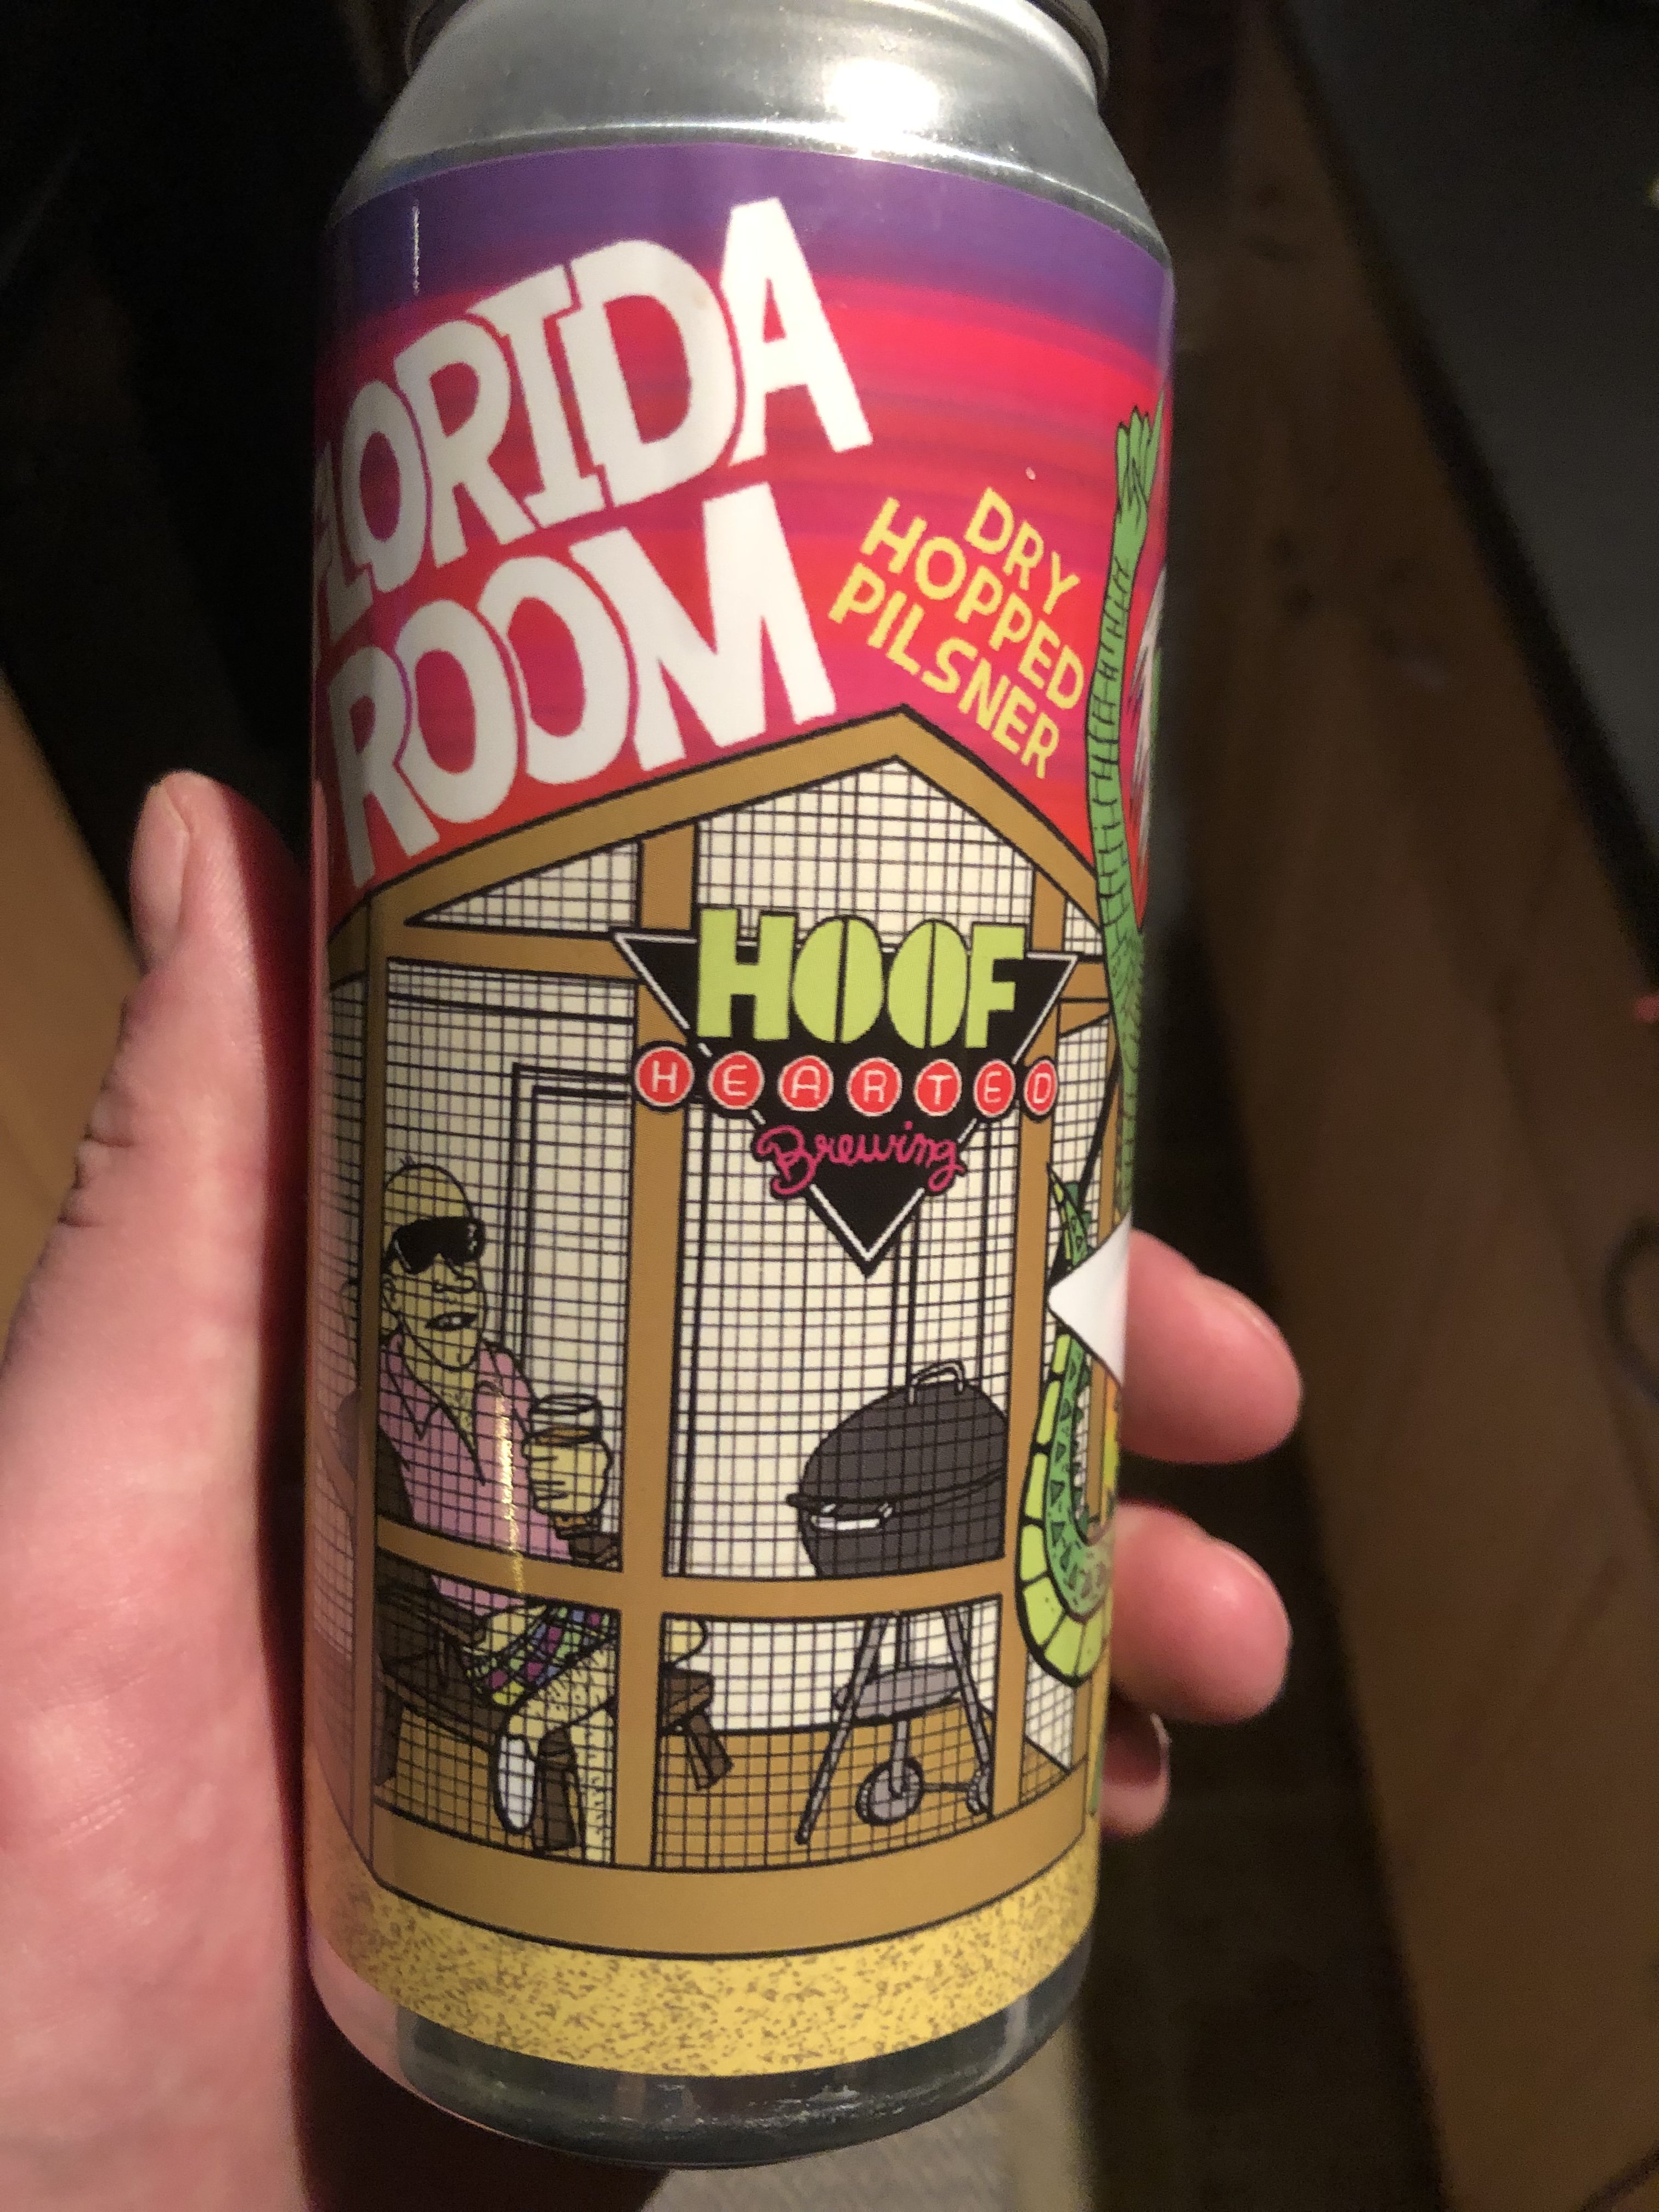 FLORIDA
ROOM
DRY
HOPPED
PILSNER
HOOF
HEARTED
Brewing